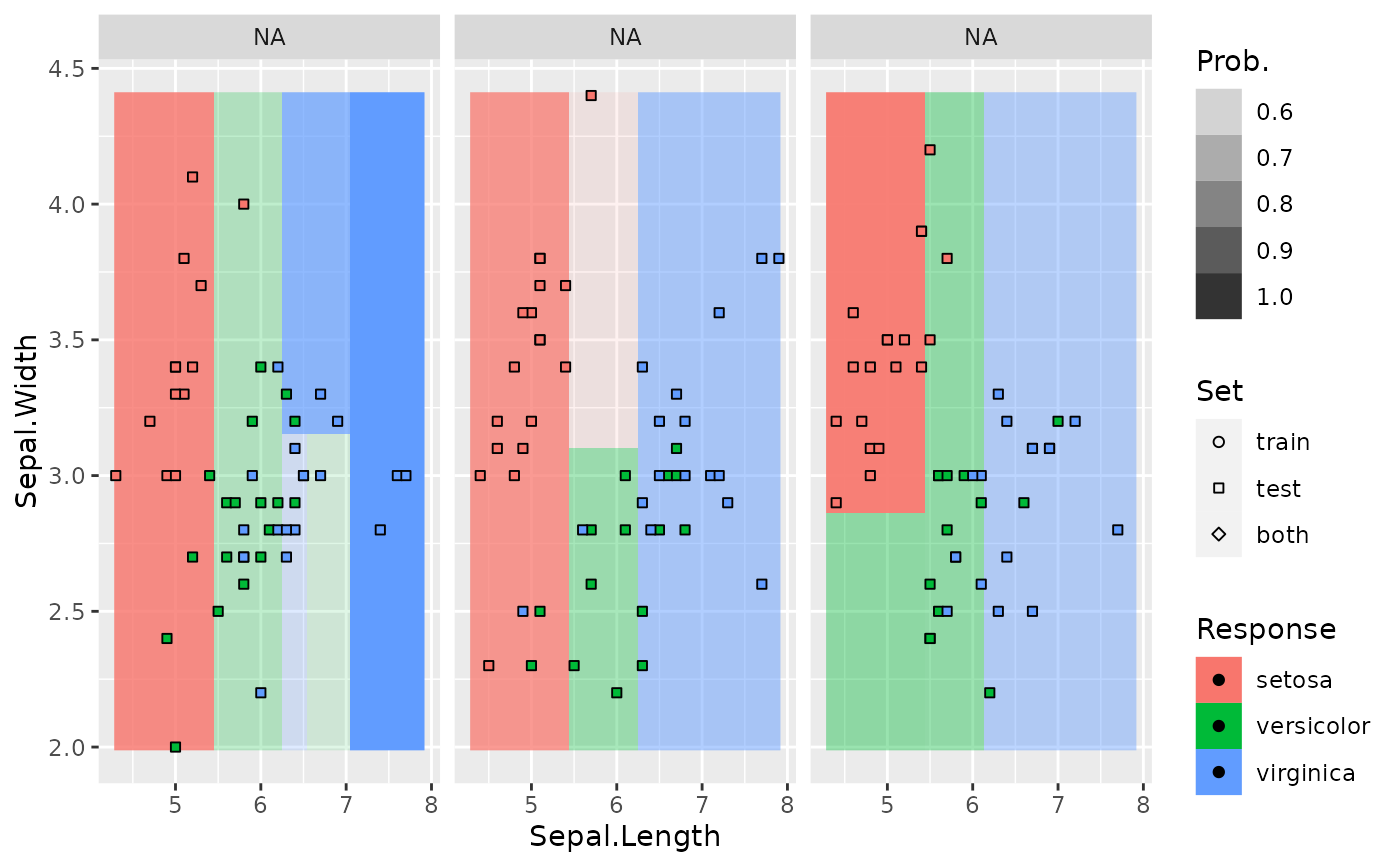 NA NA NA
4.5
4.0
3.5
3.0
2.5
2.0
Sepal.Width
5 6 7 8 5 6 7 8 5 6 7 8
Sepal.Length
Prob.
0.6
0.7
0.8
0.9
1.0
Set
train
test
both
Response
setosa
versicolor
virginica